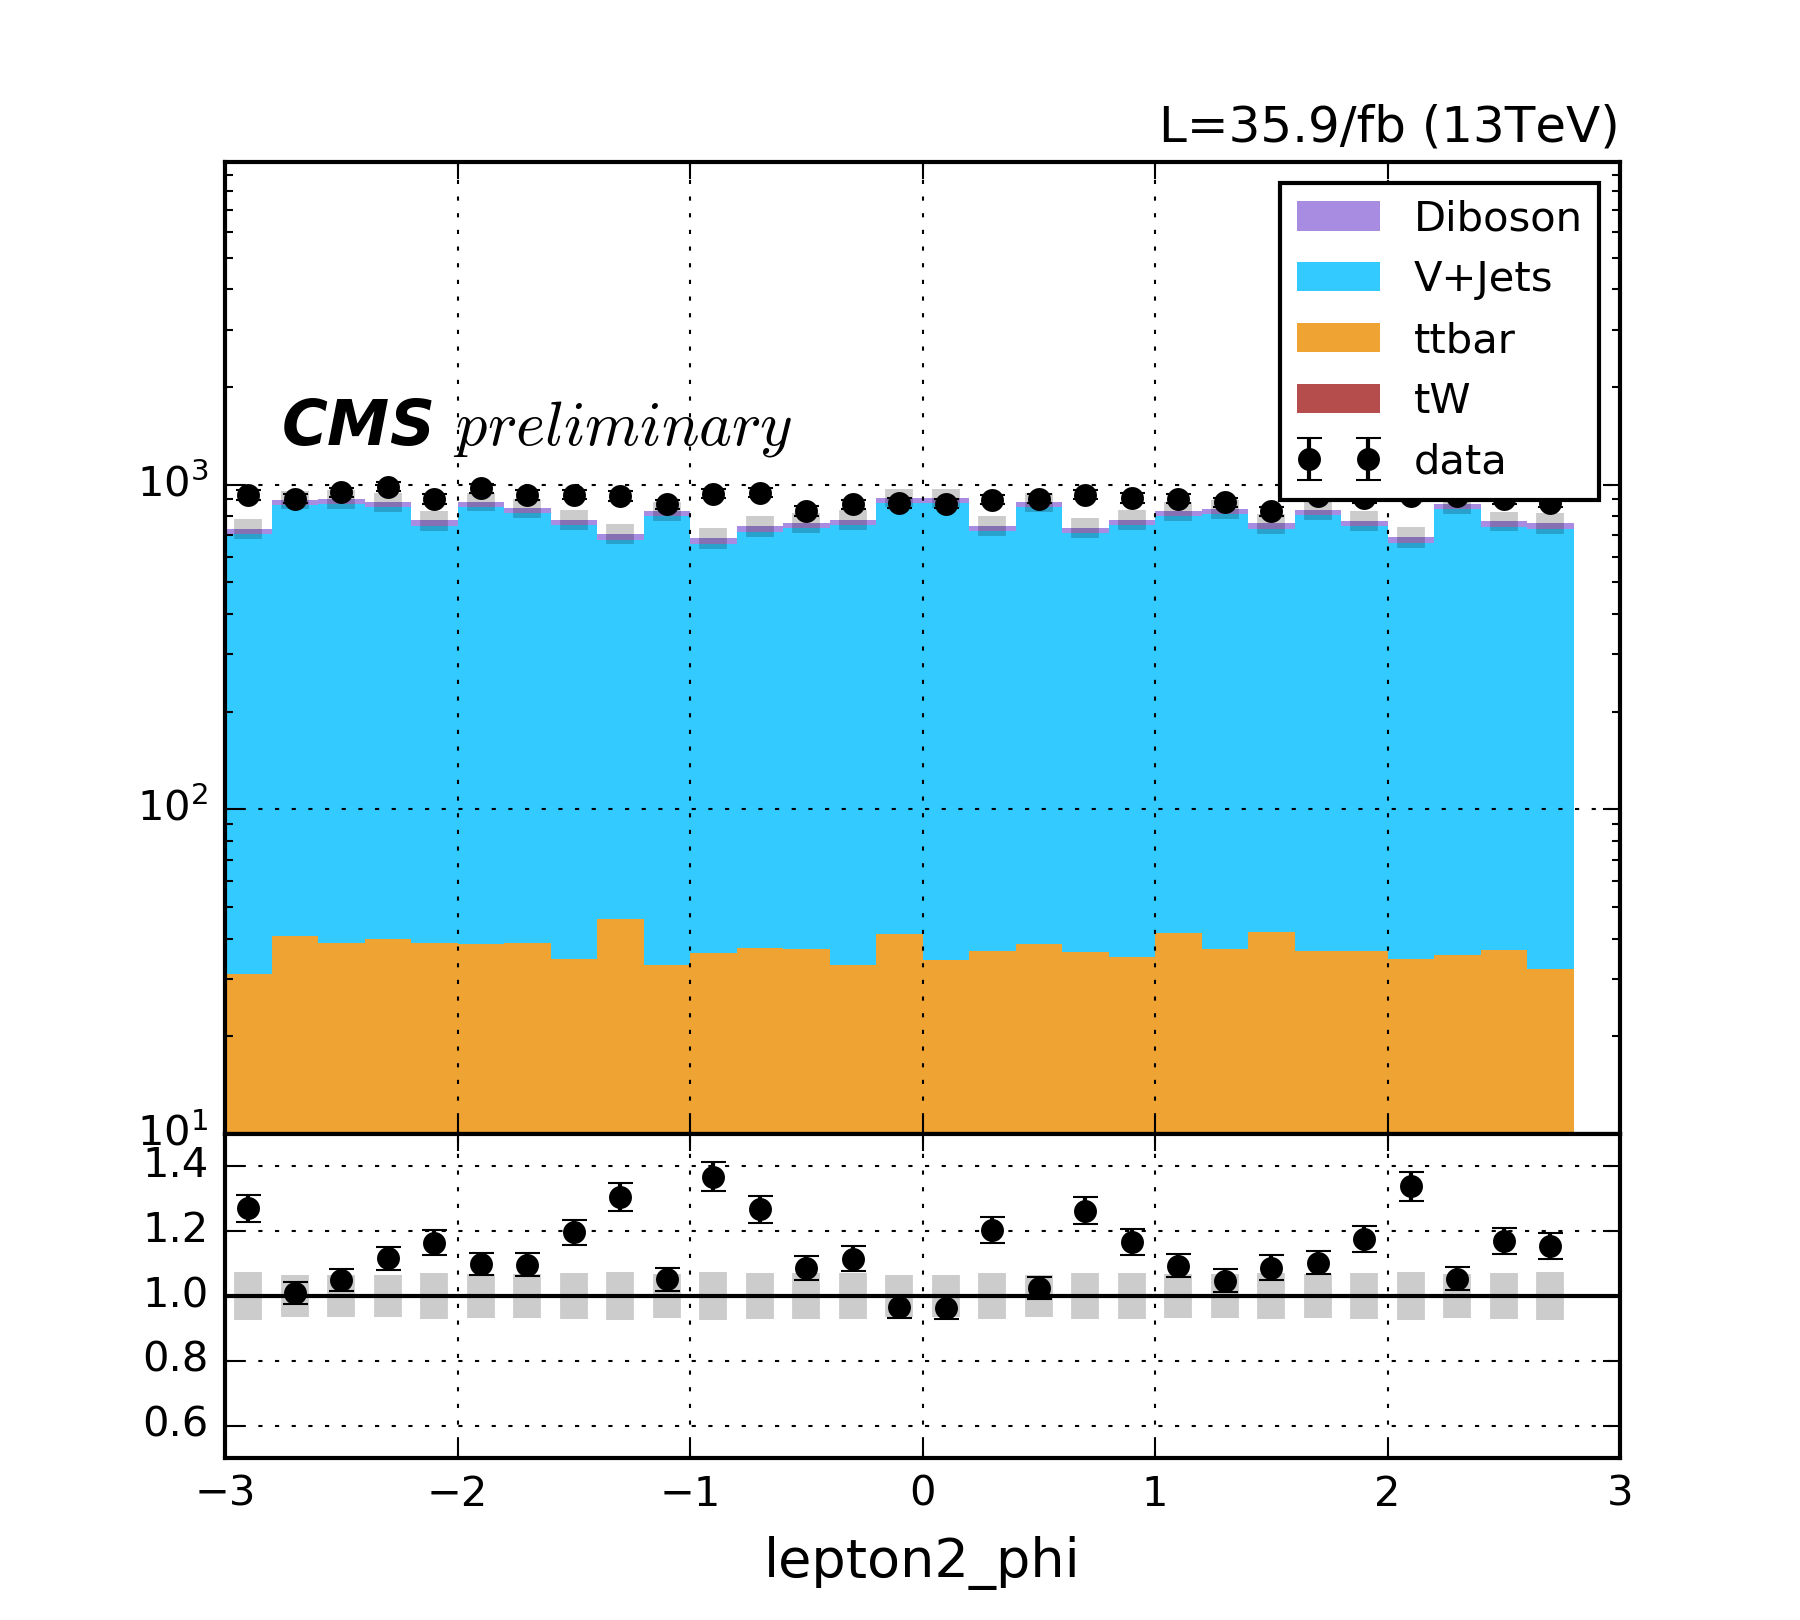 L=35.9/fb (13TeV)
Diboson
V+Jets
ttbar
tW
data
CMS preliminary
10³
10²
10¹
1.4
1.2
1.0
0.8
0.6
−3 −2 −1 0 1 2 3
lepton2_phi